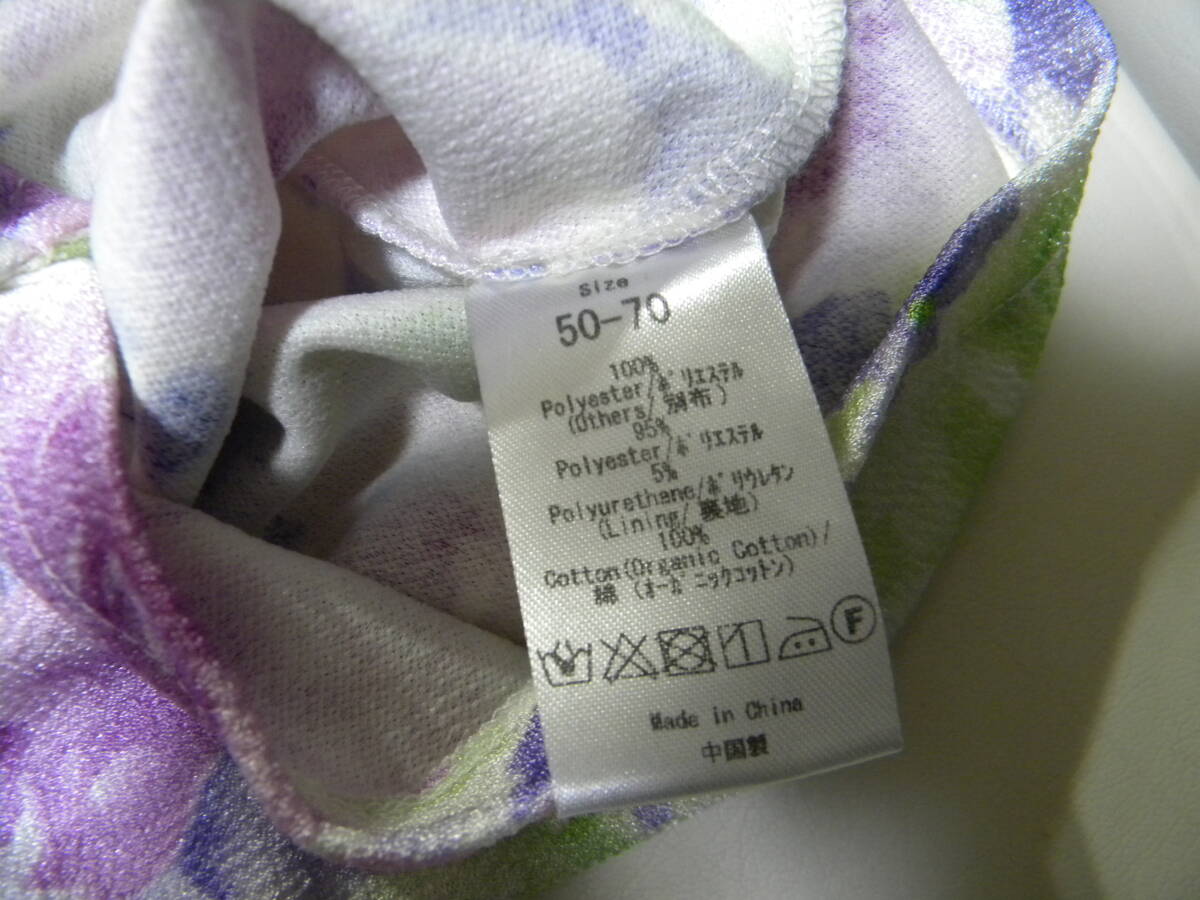 Size
50-70
100%
Polyester/ポリエステル
(Others/別布)
95%
Polyester/ポリエステル
5%
Polyurethane/ポリウレタン
(Lining/裏地)
100%
Cotton(Organic Cotton)/
綿 (オーガニックコットン)
F
Made in China
中国製